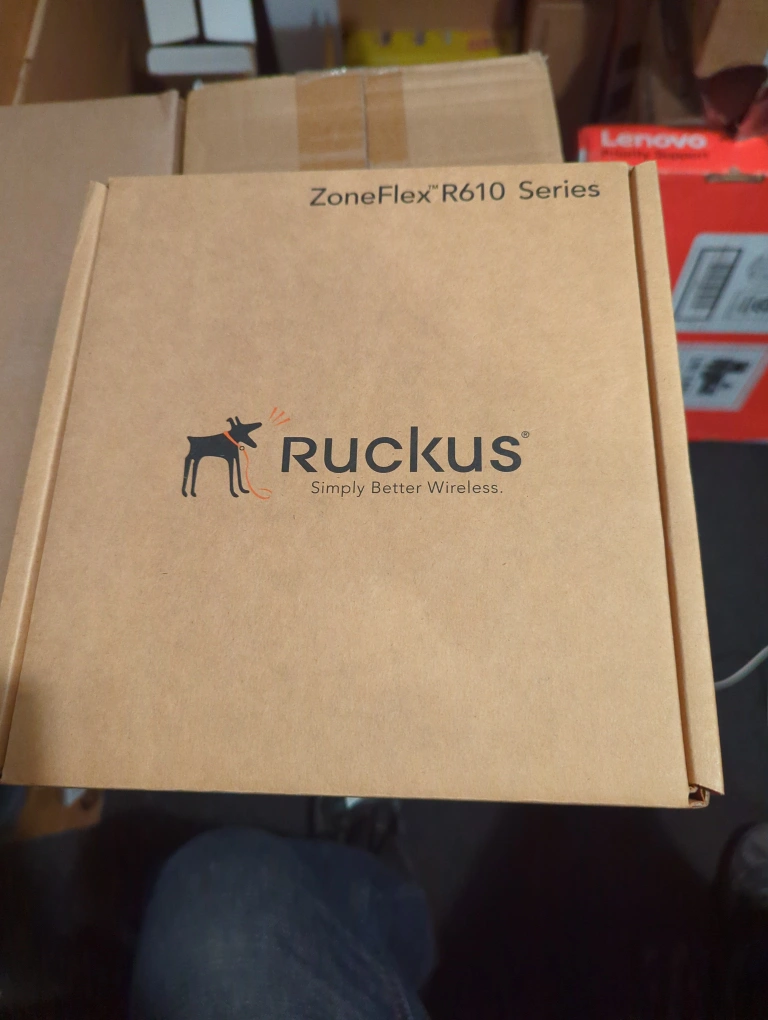 Lenovo
ZoneFlex™ R610 Series
Ruckus®
Simply Better Wireless.